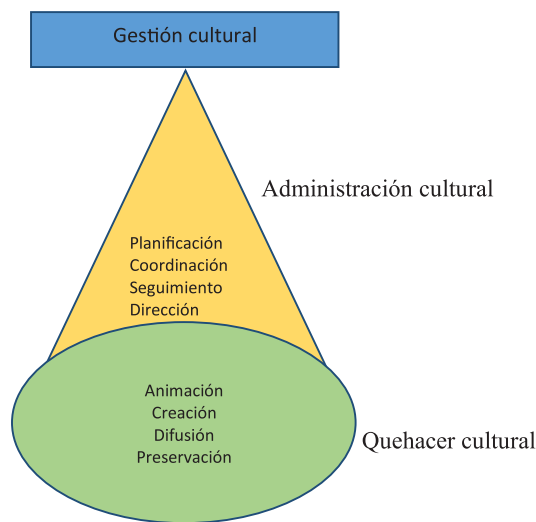 Gestión cultural
Administración cultural
Planificación
Coordinación
Seguimiento
Dirección
Animación
Creación
Difusión
Preservación
Quehacer cultural